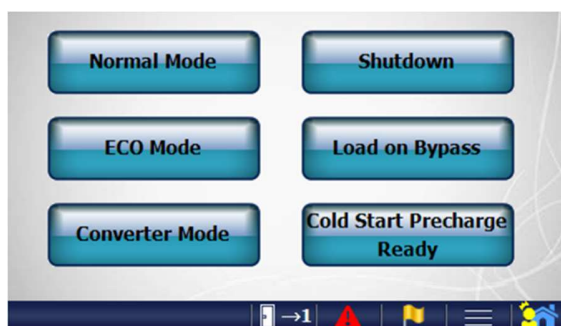 Normal Mode
Shutdown
ECO Mode
Load on Bypass
Converter Mode
Cold Start Precharge
Ready
→1